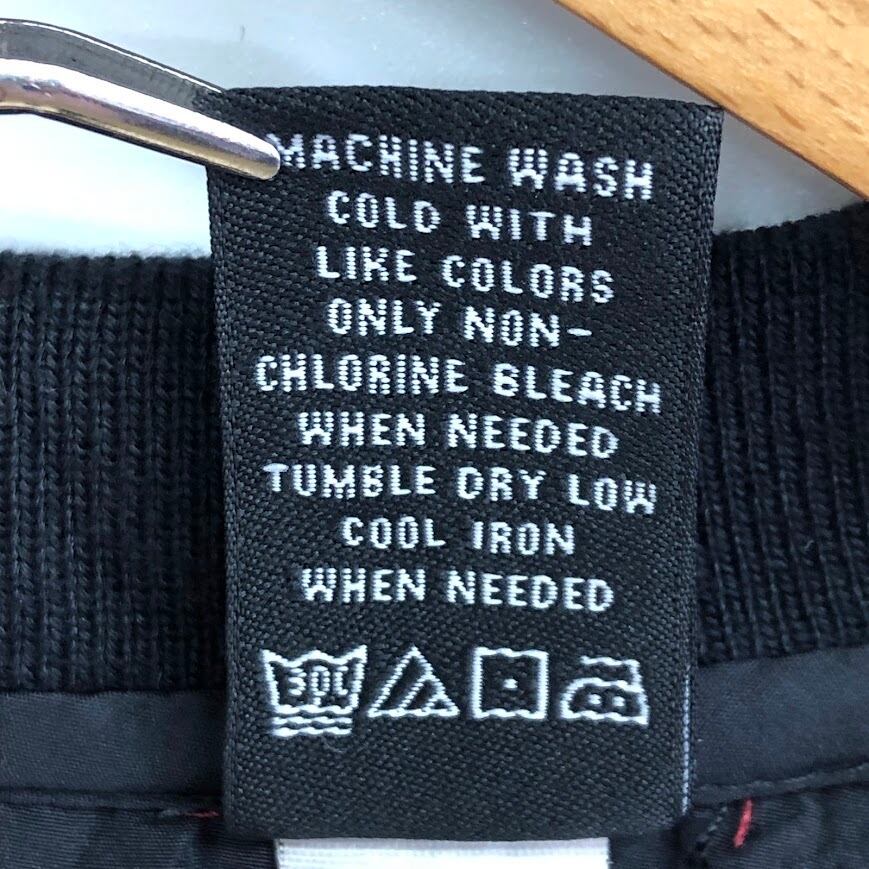 MACHINE WASH
COLD WITH
LIKE COLORS
ONLY NON-
CHLORINE BLEACH
WHEN NEEDED
TUMBLE DRY LOW
COOL IRON
WHEN NEEDED
30C